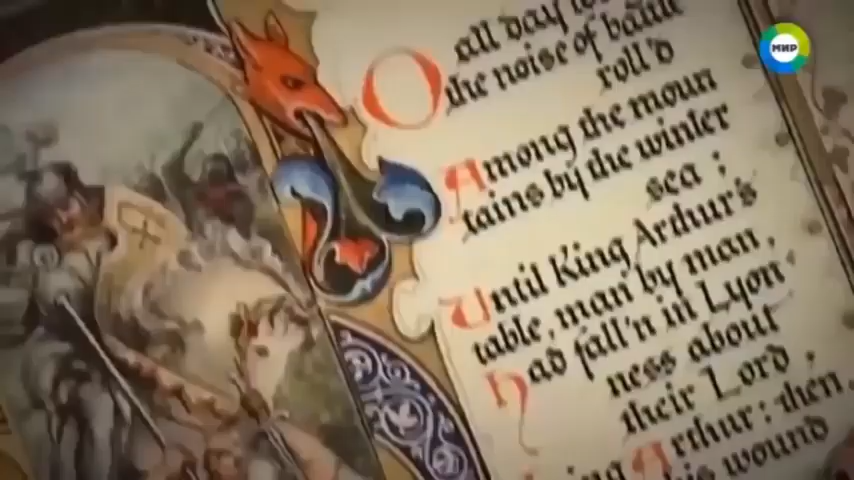 all day
O the noise of battle
roll'd
Among the moun
tains by the winter
sea :
Until King Arthur's
table, man by man,
had fall'n in Lyon
ness about
their Lord,
Arthur: then,
his wound
МИР